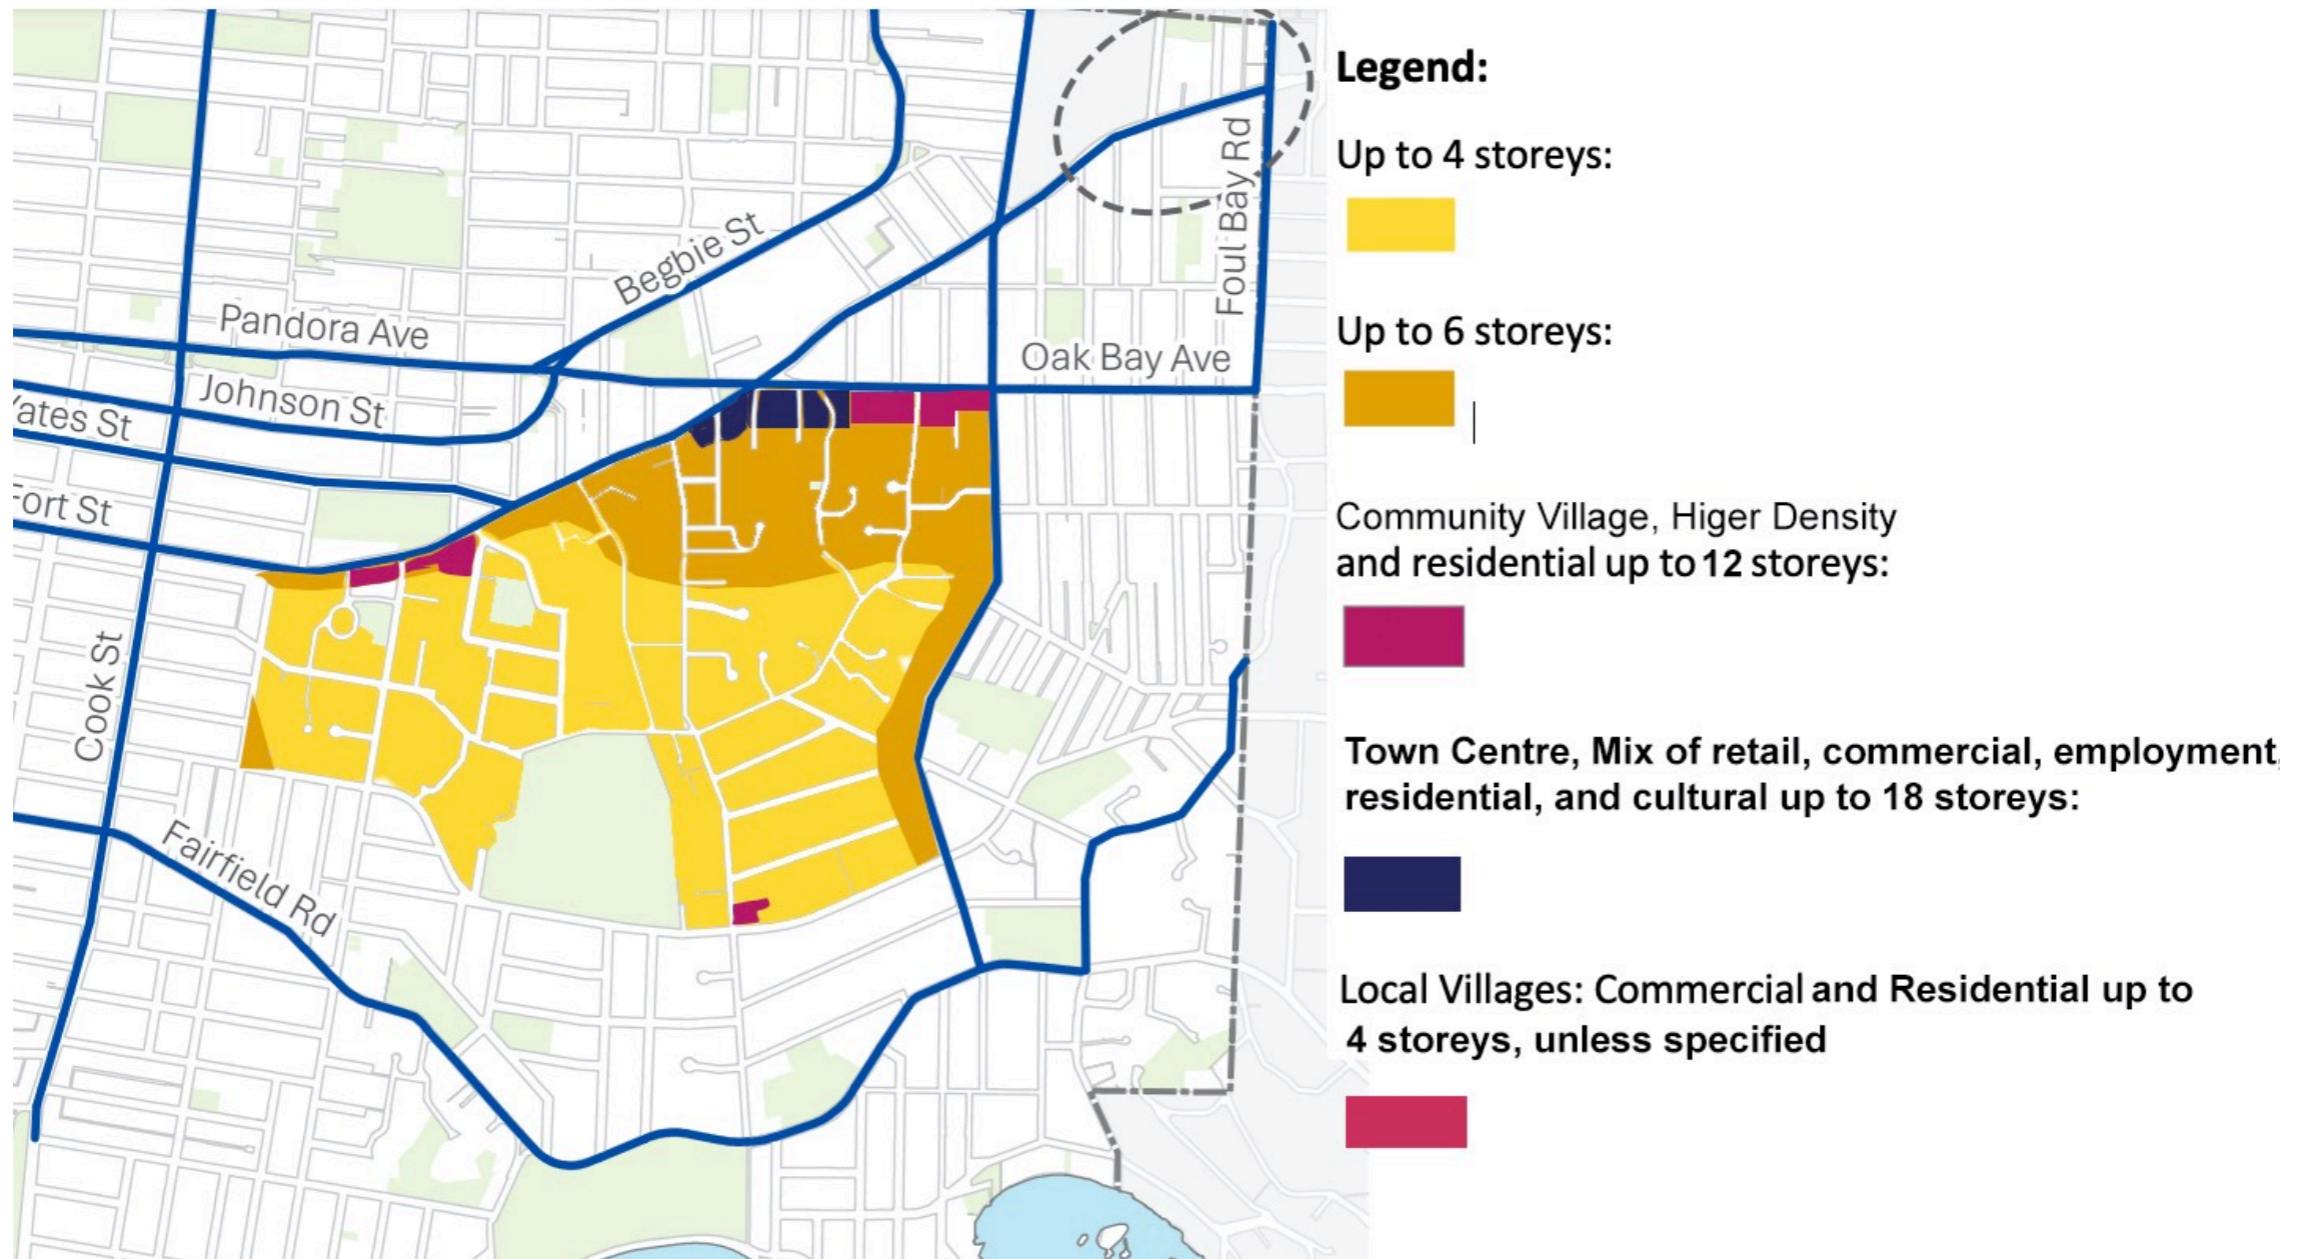 Legend:
Up to 4 storeys:
Up to 6 storeys:
Community Village, Higer Density
and residential up to 12 storeys:
Town Centre, Mix of retail, commercial, employment,
residential, and cultural up to 18 storeys:
Local Villages: Commercial and Residential up to
4 storeys, unless specified
Begbie St
Foul Bay Rd
Pandora Ave
Oak Bay Ave
Johnson St
Yates St
Fort St
Cook St
Fairfield Rd